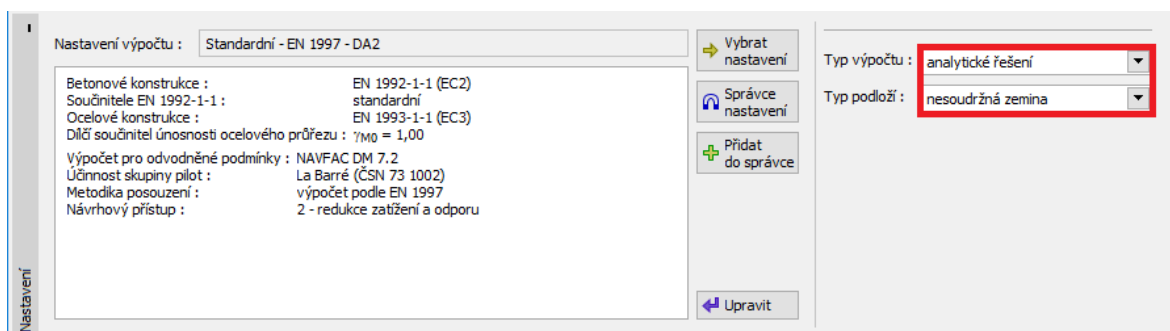 Nastavení výpočtu : Standardní - EN 1997 - DA2
Betonové konstrukce : EN 1992-1-1 (EC2)
Součinitele EN 1992-1-1 : standardní
Ocelové konstrukce : EN 1993-1-1 (EC3)
Dílčí součinitel únosnosti ocelového průřezu : γM0 = 1,00
Výpočet pro odvodněné podmínky : NAVFAC DM 7.2
Účinnost skupiny pilot : La Barré (ČSN 73 1002)
Metodika posouzení : výpočet podle EN 1997
Návrhový přístup : 2 - redukce zatížení a odporu
Vybrat
nastavení
Správce
nastavení
Přidat
do správce
Upravit
Typ výpočtu : analytické řešení
Typ podloží : nesoudržná zemina
Nastavení